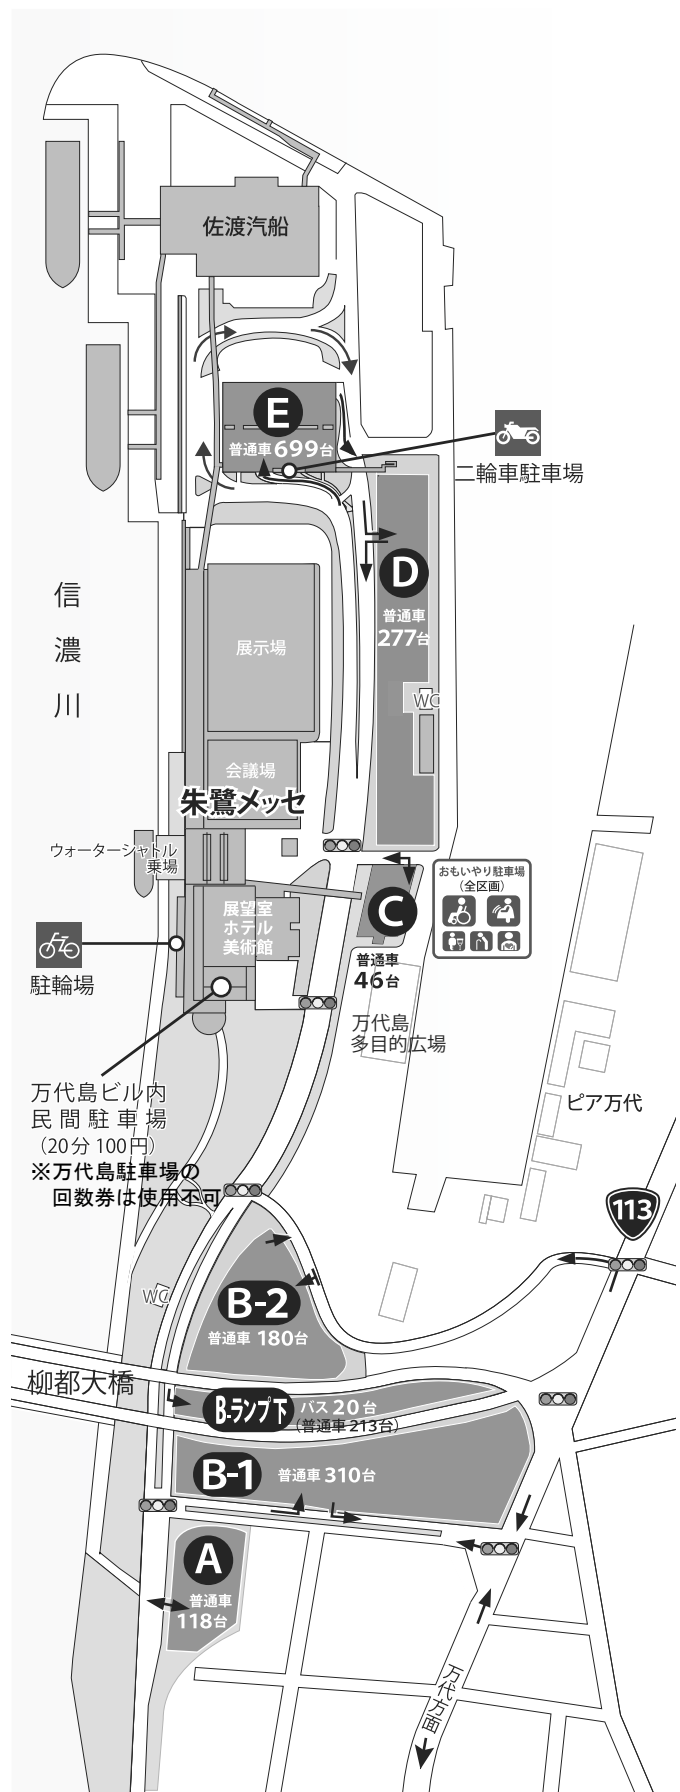 佐渡汽船
E
普通車 699台
二輪車駐車場
D
普通車
277台
信濃川
展示場
WC
会議場
朱鷺メッセ
ウォーターシャトル
乗場
おもいやり駐車場
(全区画)
C
展望室
ホテル
美術館
普通車
46台
駐輪場
万代島
多目的広場
万代島ビル内
民間駐車場
(20分 100円)
※万代島駐車場の
回数券は使用不可
ピア万代
113
WC
B-2
普通車 180台
柳都大橋
B-ランプ下
バス 20台
(普通車 213台)
B-1
普通車 310台
A
普通車
118台
万代方面